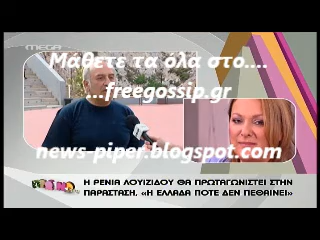 MEGA
Μάθετε τα όλα στο....
...freegossip.gr
news-piper.blogspot.com
Η ΡΕΝΙΑ ΛΟΥΙΖΙΔΟΥ ΘΑ ΠΡΩΤΑΓΩΝΙΣΤΕΙ ΣΤΗΝ
ΠΑΡΑΣΤΑΣΗ, «Η ΕΛΛΑΔΑ ΠΟΤΕ ΔΕΝ ΠΕΘΑΙΝΕΙ»